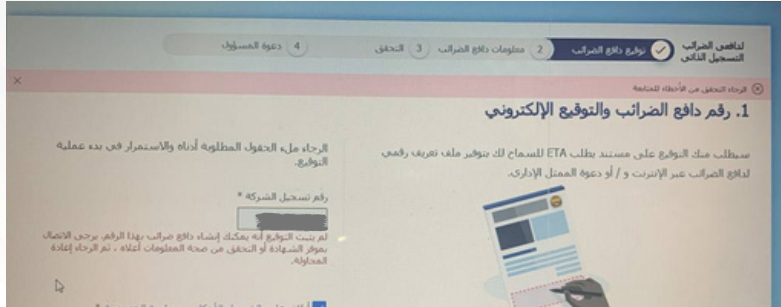 لدافعى الضرائب
التسجيل الذاتى
توقيع دافع الضرائب
2 معلومات دافع الضرائب
3 التحقق
4 دعوة المسؤول
الرجاء التحقق من الأخطاء للمتابعة
1. رقم دافع الضرائب والتوقيع الإلكتروني
سيطلب منك التوقيع على مستند بطلب ETA للسماح لك بتوفير ملف تعريف رقمي
لدافع الضرائب عبر الإنترنت و / أو دعوة الممثل الإداري.
الرجاء ملء الحقول المطلوبة أدناه والاستمرار في بدء عملية
التوقيع.
رقم تسجيل الشركة *
لم يثبت التوقيع أنه يمكنك إنشاء دافع ضرائب بهذا الرقم. يرجى الاتصال
بموفر الشهادة أو التحقق من صحة المعلومات أعلاه ، ثم الرجاء إعادة
المحاولة.